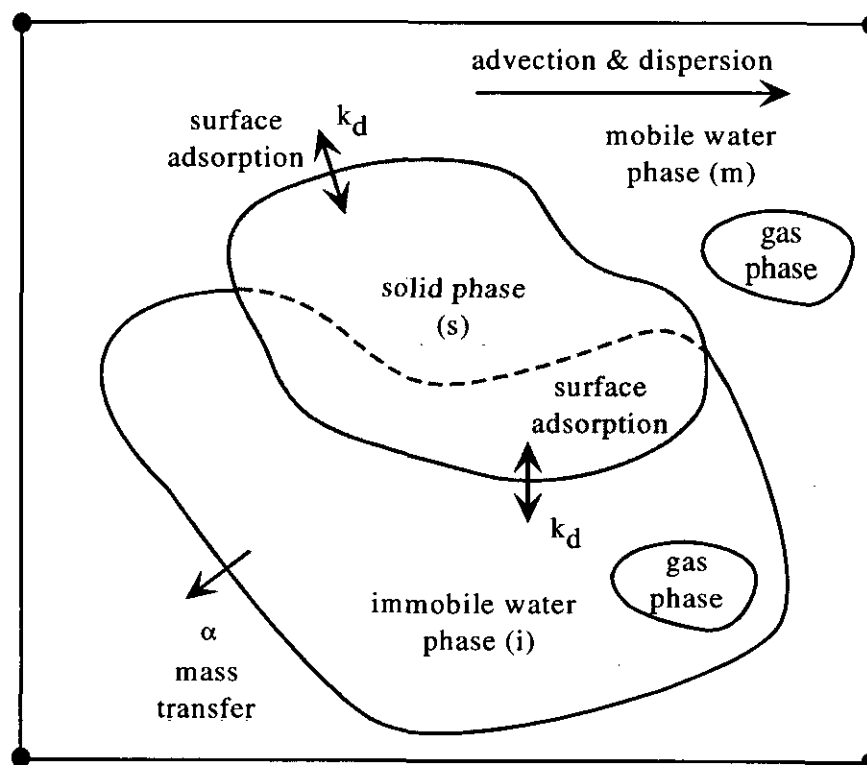 advection & dispersion
mobile water
phase (m)
surface
adsorption
k_d
gas
phase
solid phase
(s)
surface
adsorption
k_d
gas
phase
immobile water
phase (i)
α
mass
transfer